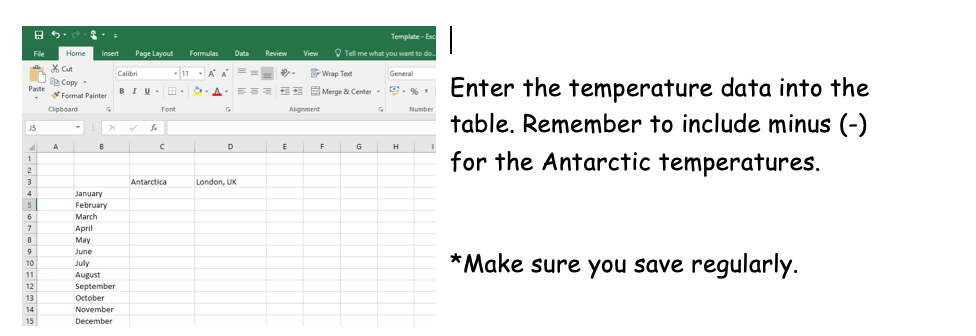 Template - Exc
File Home Insert Page Layout Formulas Data Review View Tell me what you want to do..
Cut
Copy
Format Painter
Paste
Calibri 11 A A
Wrap Text
General
B I U A
Merge & Center
% ,
Clipboard Font Alignment Number
J5 fx
A B C D E F G H I
1
2
3 Antarctica London, UK
4 January
5 February
6 March
7 April
8 May
9 June
10 July
11 August
12 September
13 October
14 November
15 December
Enter the temperature data into the
table. Remember to include minus (-)
for the Antarctic temperatures.
*Make sure you save regularly.